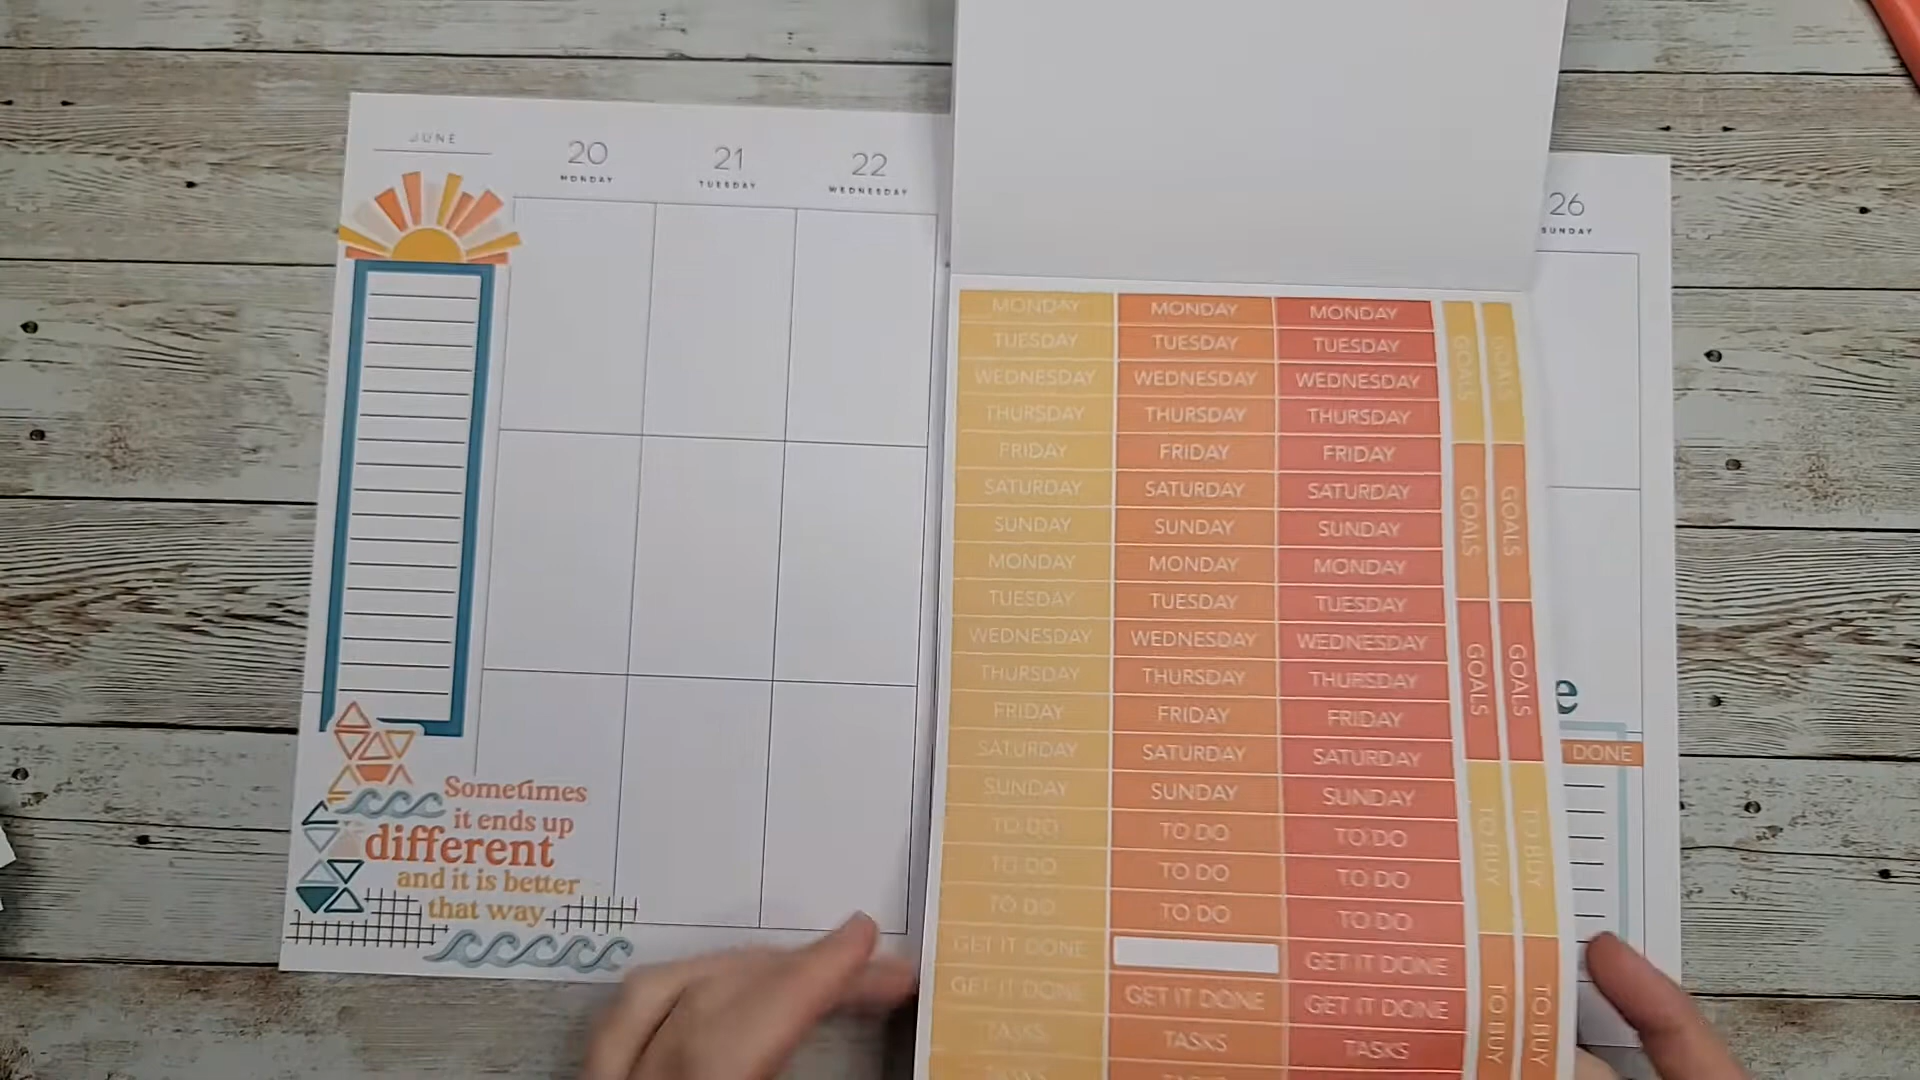 JUNE
20
MONDAY
21
TUESDAY
22
WEDNESDAY
26
SUNDAY
Sometimes
it ends up
different
and it is better
that way
MONDAY MONDAY MONDAY
TUESDAY TUESDAY TUESDAY
WEDNESDAY WEDNESDAY WEDNESDAY
THURSDAY THURSDAY THURSDAY
FRIDAY FRIDAY FRIDAY
SATURDAY SATURDAY SATURDAY
SUNDAY SUNDAY SUNDAY
MONDAY MONDAY MONDAY
TUESDAY TUESDAY TUESDAY
WEDNESDAY WEDNESDAY WEDNESDAY
THURSDAY THURSDAY THURSDAY
FRIDAY FRIDAY FRIDAY
SATURDAY SATURDAY SATURDAY
SUNDAY SUNDAY SUNDAY
TO DO TO DO TO DO
TO DO TO DO TO DO
TO DO TO DO TO DO
GET IT DONE GET IT DONE
GET IT DONE GET IT DONE GET IT DONE
TASKS TASKS TASKS
GOALS GOALS
GOALS GOALS
GOALS GOALS
TO BUY TO BUY
TO BUY TO BUY
DONE